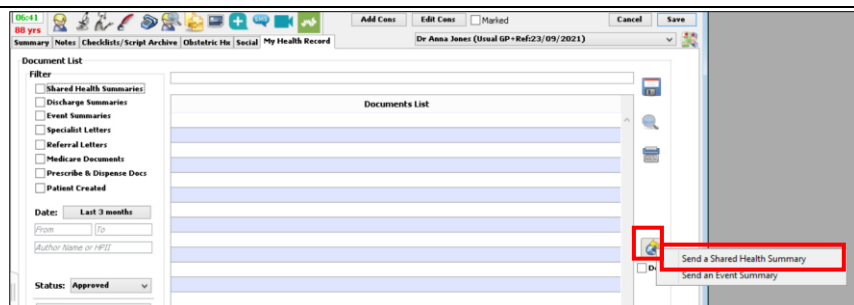 06:41
88 yrs
Add Cons Edit Cons Marked Cancel Save
Summary Notes Checklists/Script Archive Obstetric Hx Social My Health Record Dr Anna Jones (Usual GP+Ref:23/09/2021)
Document List
Filter
Shared Health Summaries
Discharge Summaries
Event Summaries
Specialist Letters
Referral Letters
Medicare Documents
Prescribe & Dispense Docs
Patient Created
Date: Last 3 months
From To
Author Name or HPII
Status: Approved
Documents List
Send a Shared Health Summary
Send an Event Summary